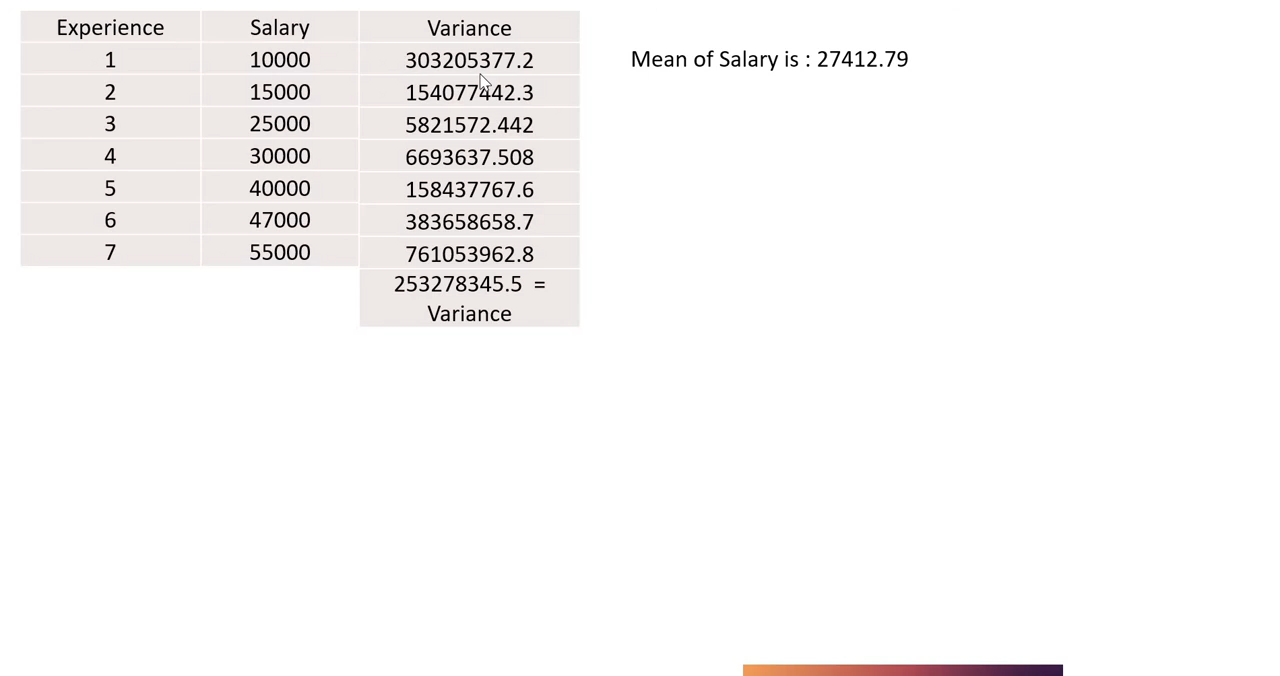 Experience Salary Variance
1 10000 303205377.2
Mean of Salary is : 27412.79
2 15000 154077442.3
3 25000 5821572.442
4 30000 6693637.508
5 40000 158437767.6
6 47000 383658658.7
7 55000 761053962.8
253278345.5 =
Variance